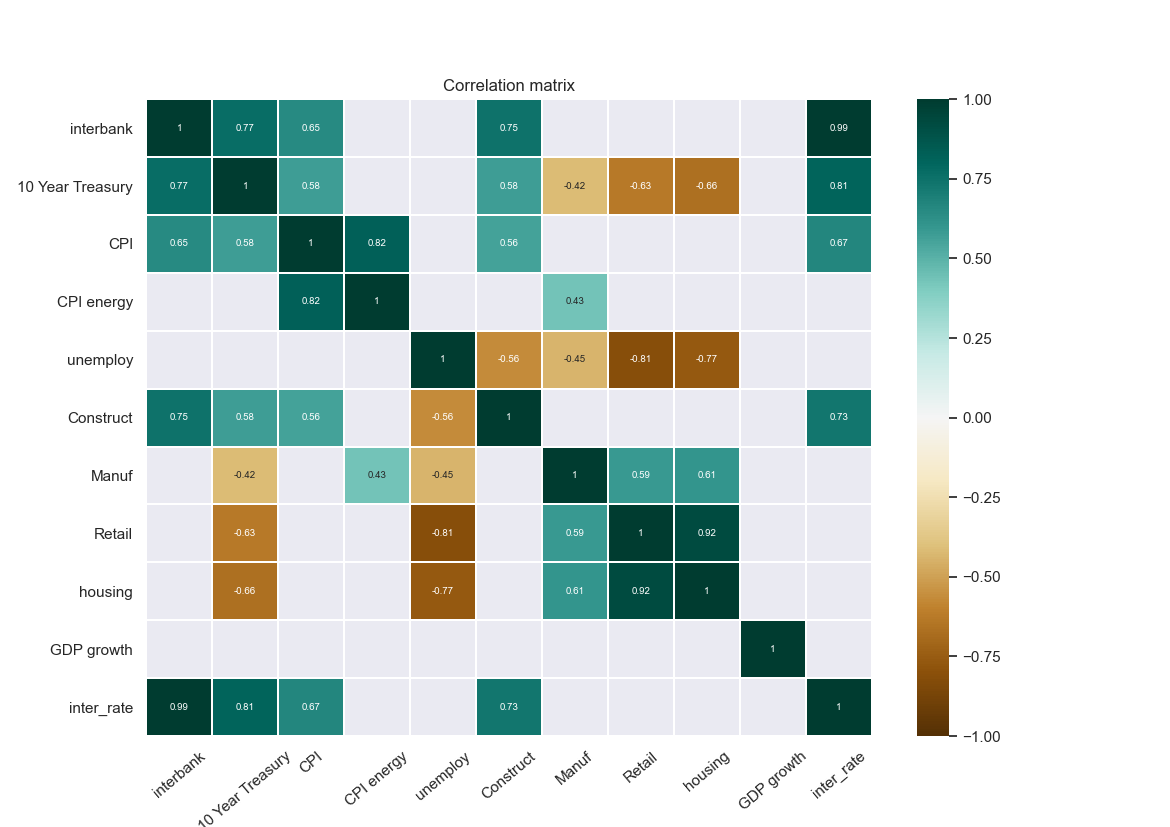 Correlation matrix
interbank 1 0.77 0.65 0.75 0.99
10 Year Treasury 0.77 1 0.58 0.58 -0.42 -0.63 -0.66 0.81
CPI 0.65 0.58 1 0.82 0.56 0.67
CPI energy 0.82 1 0.43
unemploy 1 -0.56 -0.45 -0.81 -0.77
Construct 0.75 0.58 0.56 -0.56 1 0.73
Manuf -0.42 0.43 -0.45 1 0.59 0.61
Retail -0.63 -0.81 0.59 1 0.92
housing -0.66 -0.77 0.61 0.92 1
GDP growth 1
inter_rate 0.99 0.81 0.67 0.73 1
interbank
10 Year Treasury
CPI
CPI energy
unemploy
Construct
Manuf
Retail
housing
GDP growth
inter_rate
1.00
0.75
0.50
0.25
0.00
−0.25
−0.50
−0.75
−1.00